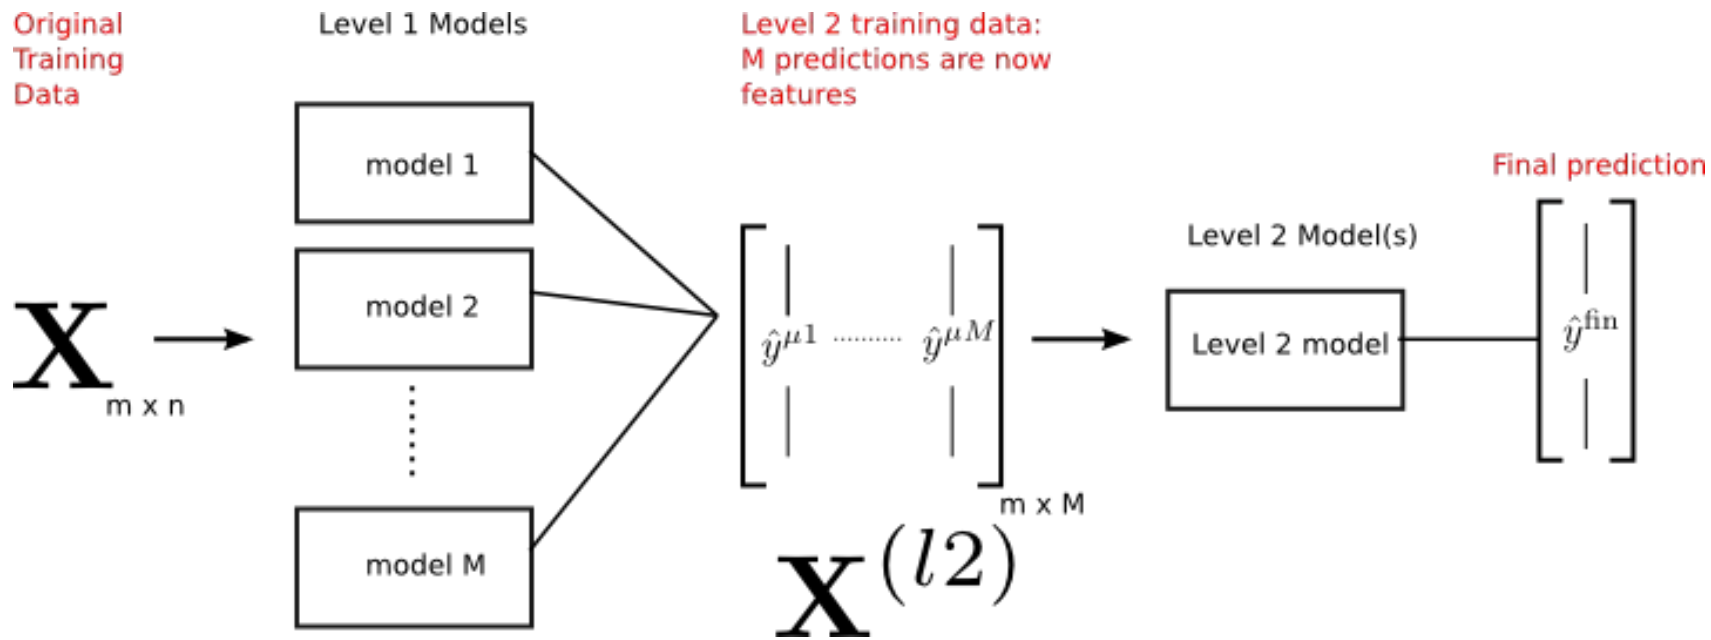 Original
Training
Data
Level 1 Models
Level 2 training data:
M predictions are now
features
model 1
model 2
model M
X
m x n
ŷ^{μ1} .......... ŷ^{μM}
m x M
X^{(l2)}
Level 2 Model(s)
Level 2 model
Final prediction
ŷ^{fin}